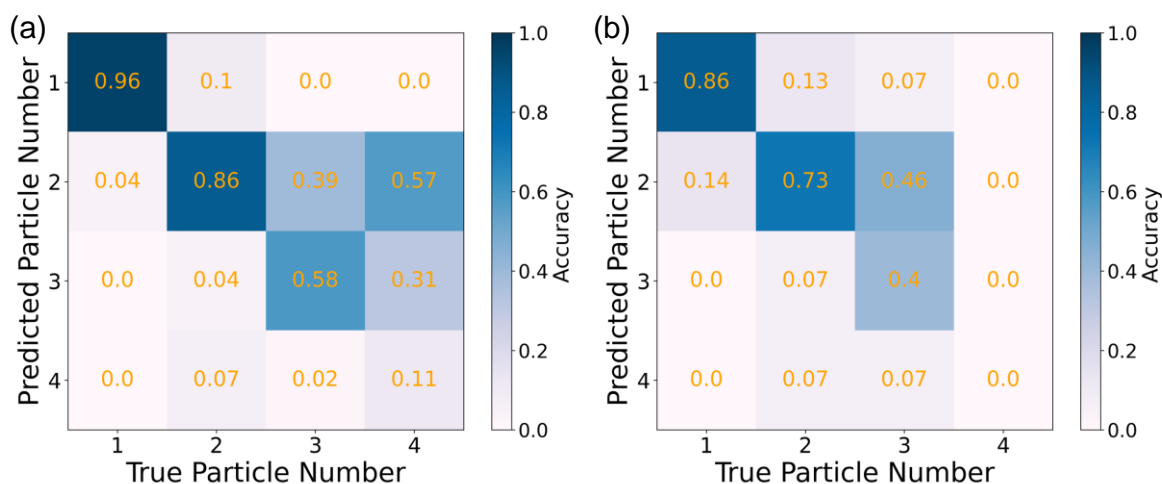 (a)
Predicted Particle Number
1
2
3
4
0.96 0.1 0.0 0.0
0.04 0.86 0.39 0.57
0.0 0.04 0.58 0.31
0.0 0.07 0.02 0.11
1 2 3 4
True Particle Number
1.0
0.8
0.6
0.4
0.2
0.0
Accuracy
(b)
Predicted Particle Number
1
2
3
4
0.86 0.13 0.07 0.0
0.14 0.73 0.46 0.0
0.0 0.07 0.4 0.0
0.0 0.07 0.07 0.0
1 2 3 4
True Particle Number
1.0
0.8
0.6
0.4
0.2
0.0
Accuracy